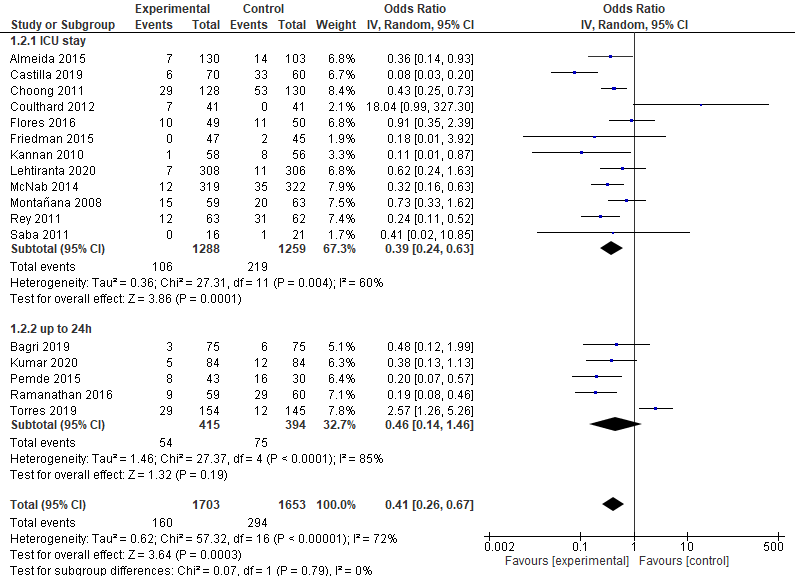 Experimental Control Odds Ratio Odds Ratio
Study or Subgroup Events Total Events Total Weight IV, Random, 95% CI IV, Random, 95% CI
1.2.1 ICU stay
Almeida 2015 7 130 14 103 6.8% 0.36 [0.14, 0.93]
Castilla 2019 6 70 33 60 6.7% 0.08 [0.03, 0.20]
Choong 2011 29 128 53 130 8.4% 0.43 [0.25, 0.73]
Coulthard 2012 7 41 0 41 2.1% 18.04 [0.99, 327.30]
Flores 2016 10 49 11 50 6.7% 0.91 [0.35, 2.39]
Friedman 2015 0 47 2 45 1.9% 0.18 [0.01, 3.92]
Kannan 2010 1 58 8 56 3.3% 0.11 [0.01, 0.87]
Lehtiranta 2020 7 308 11 306 6.7% 0.62 [0.24, 1.63]
McNab 2014 12 319 35 322 7.9% 0.32 [0.16, 0.63]
Montañana 2008 15 59 20 63 7.5% 0.73 [0.33, 1.62]
Rey 2011 12 63 31 62 7.4% 0.24 [0.11, 0.52]
Saba 2011 0 16 1 21 1.7% 0.41 [0.02, 10.85]
Subtotal (95% CI) 1288 1259 67.3% 0.39 [0.24, 0.63]
Total events 106 219
Heterogeneity: Tau² = 0.36; Chi² = 27.31, df = 11 (P = 0.004); I² = 60%
Test for overall effect: Z = 3.86 (P = 0.0001)
1.2.2 up to 24h
Bagri 2019 3 75 6 75 5.1% 0.48 [0.12, 1.99]
Kumar 2020 5 84 12 84 6.3% 0.38 [0.13, 1.13]
Pemde 2015 8 43 16 30 6.4% 0.20 [0.07, 0.57]
Ramanathan 2016 9 59 29 60 7.1% 0.19 [0.08, 0.46]
Torres 2019 29 154 12 145 7.8% 2.57 [1.26, 5.26]
Subtotal (95% CI) 415 394 32.7% 0.46 [0.14, 1.46]
Total events 54 75
Heterogeneity: Tau² = 1.46; Chi² = 27.37, df = 4 (P < 0.0001); I² = 85%
Test for overall effect: Z = 1.32 (P = 0.19)
Total (95% CI) 1703 1653 100.0% 0.41 [0.26, 0.67]
Total events 160 294
Heterogeneity: Tau² = 0.62; Chi² = 57.32, df = 16 (P < 0.00001); I² = 72%
Test for overall effect: Z = 3.64 (P = 0.0003)
Test for subgroup differences: Chi² = 0.07, df = 1 (P = 0.79), I² = 0%
0.002 0.1 1 10 500
Favours [experimental] Favours [control]